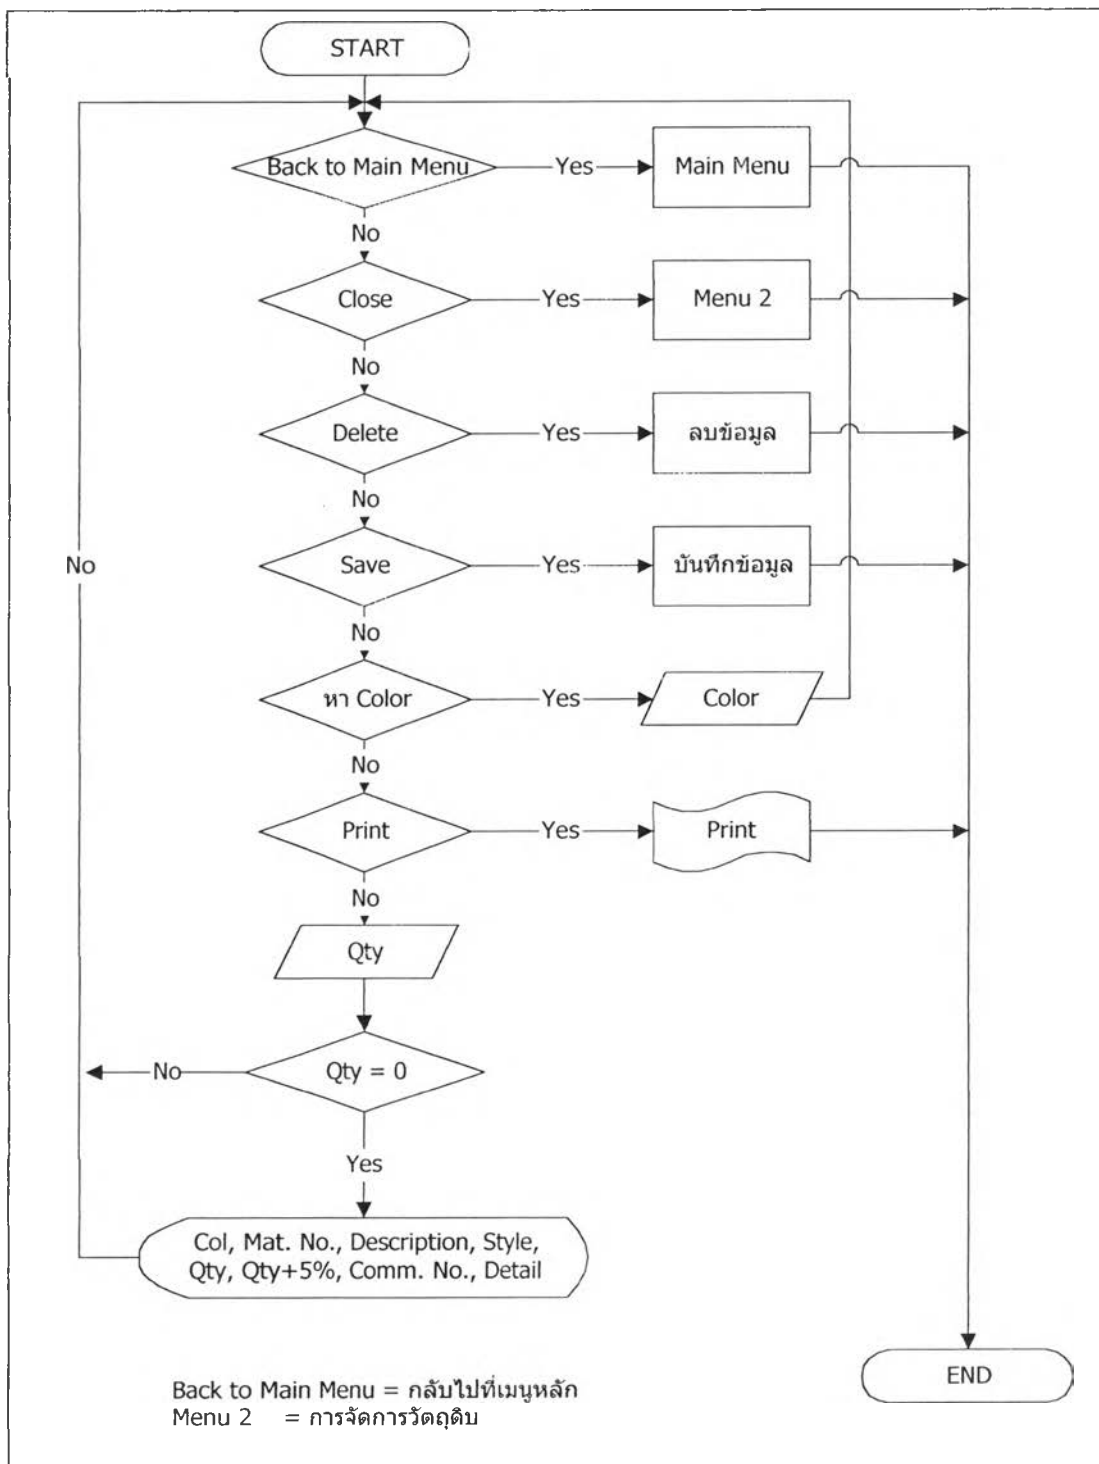 START
Back to Main Menu
Yes
Main Menu
No
Close
Yes
Menu 2
No
Delete
Yes
ลบข้อมูล
No
Save
Yes
บันทึกข้อมูล
No
No
หา Color
Yes
Color
No
Print
Yes
Print
No
Qty
Qty = 0
No
Yes
Col, Mat. No., Description, Style,
Qty, Qty+5%, Comm. No., Detail
END
Back to Main Menu = กลับไปที่เมนูหลัก
Menu 2 = การจัดการวัตถุดิบ